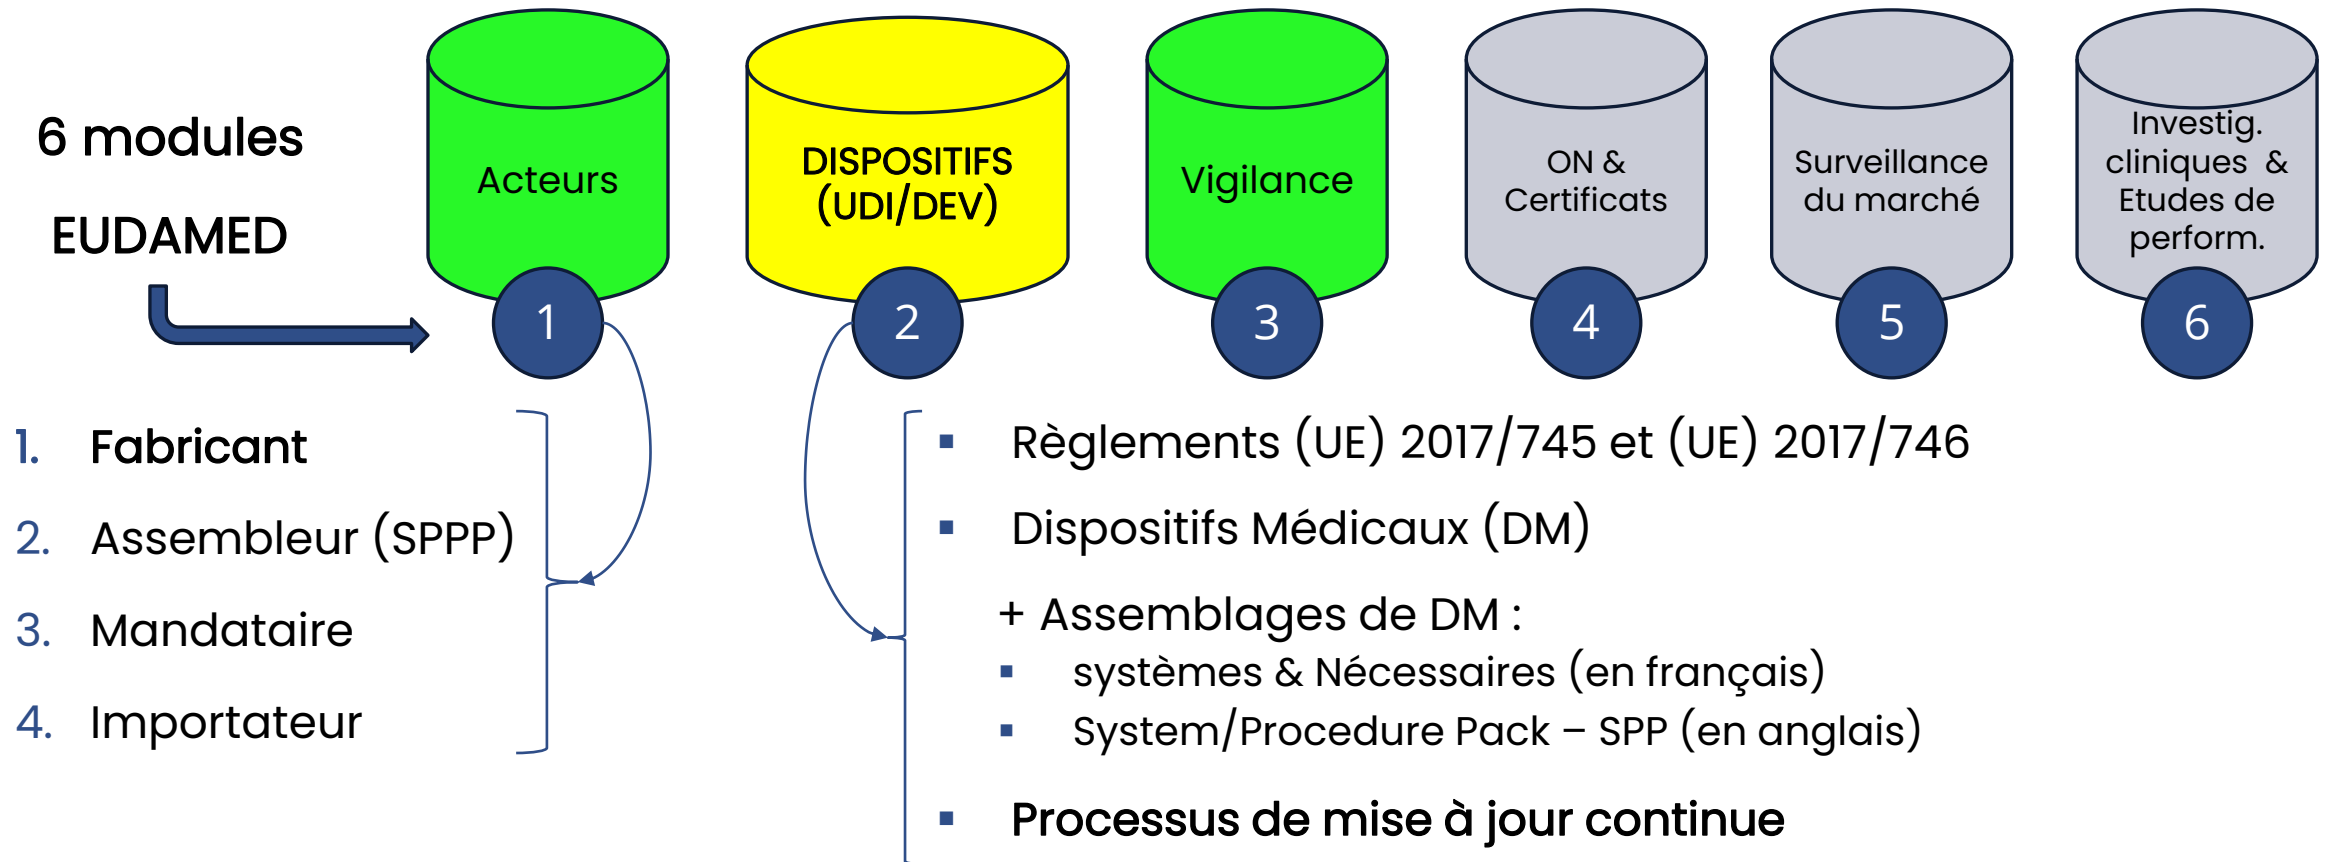 6 modules
EUDAMED
Acteurs
DISPOSITIFS
(UDI/DEV)
Vigilance
ON &
Certificats
Surveillance
du marché
Investig.
cliniques &
Etudes de
perform.
1
2
3
4
5
6
1. Fabricant
2. Assembleur (SPPP)
3. Mandataire
4. Importateur
▪ Règlements (UE) 2017/745 et (UE) 2017/746
▪ Dispositifs Médicaux (DM)
+ Assemblages de DM :
▪ systèmes & Nécessaires (en français)
▪ System/Procedure Pack – SPP (en anglais)
▪ Processus de mise à jour continue